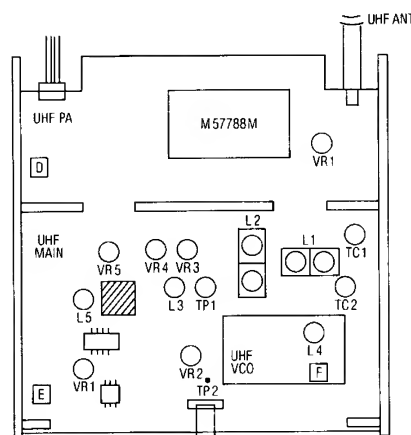 UHF ANT
UHF PA
M57788M
VR1
D
UHF
MAIN
L2
L1
TC1
VR5
VR4
VR3
L3
TP1
TC2
L5
UHF
VCO
L4
F
VR1
VR2
TP2
E